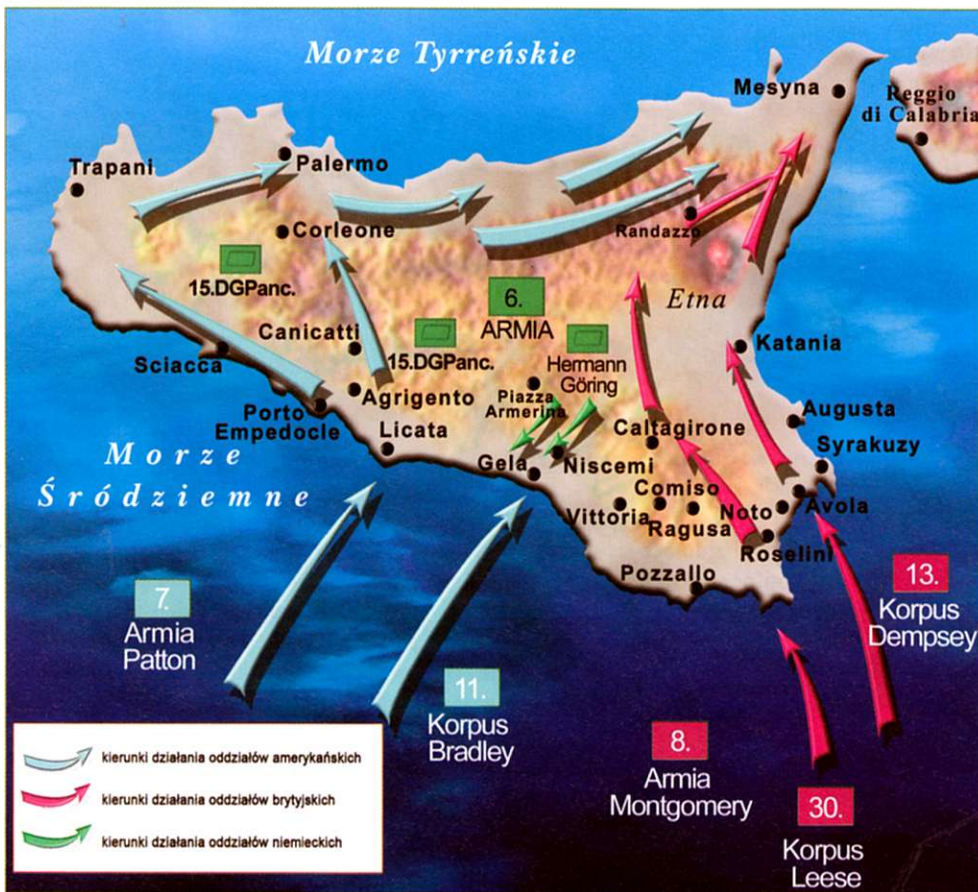 Morze Tyrreńskie
Mesyna
Reggio
di Calabria
Trapani
Palermo
Corleone
Randazzo
15.DGPanc.
6.
ARMIA
Etna
Canicatti
15.DGPanc.
Hermann
Göring
Katania
Sciacca
Agrigento
Piazza
Armerina
Porto
Empedocle
Licata
Caltagirone
Augusta
Syrakuzy
Morze
Śródziemne
Gela
Niscemi
Comiso
Vittoria
Ragusa
Noto
Avola
Roselini
Pozzallo
7.
Armia
Patton
11.
Korpus
Bradley
13.
Korpus
Dempsey
8.
Armia
Montgomery
30.
Korpus
Leese
kierunki działania oddziałów amerykańskich
kierunki działania oddziałów brytyjskich
kierunki działania oddziałów niemieckich